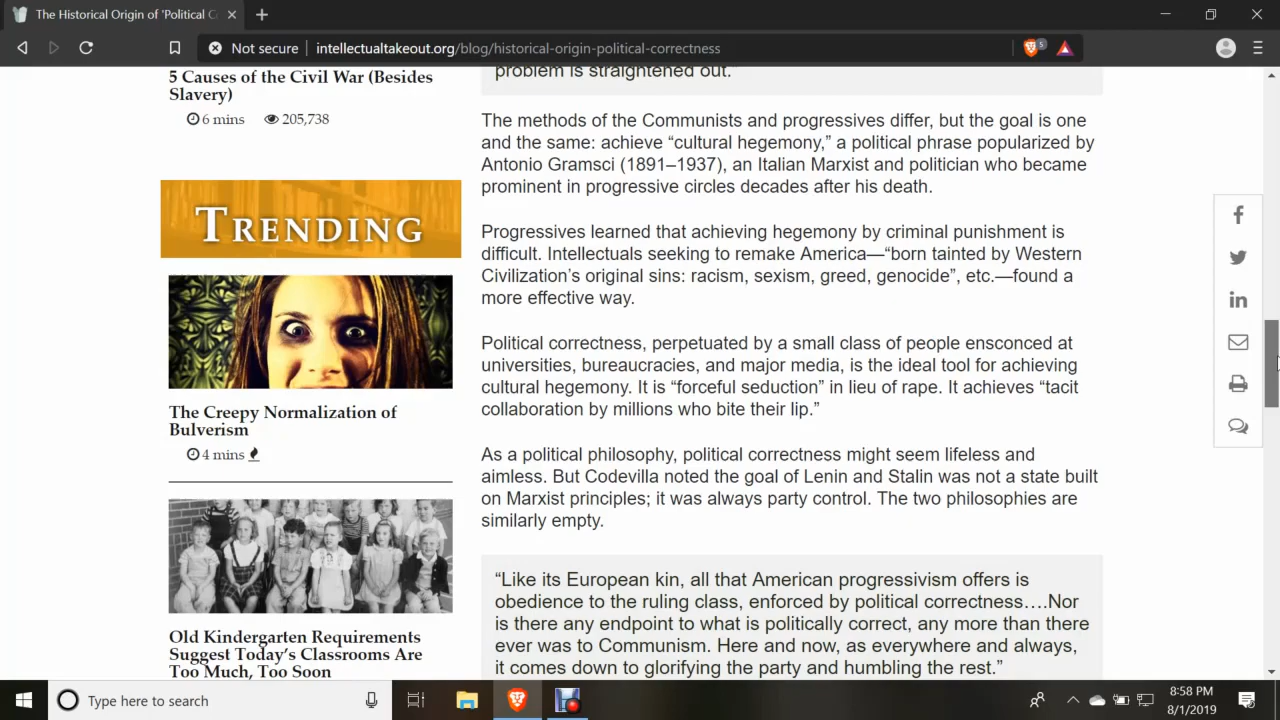 The Historical Origin of 'Political C
Not secure
intellectualtakeout.org/blog/historical-origin-political-correctness
5
5 Causes of the Civil War (Besides
Slavery)
6 mins
205,738
TRENDING
The Creepy Normalization of
Bulverism
4 mins
Old Kindergarten Requirements
Suggest Today’s Classrooms Are
Too Much, Too Soon
problem is straightened out.”
The methods of the Communists and progressives differ, but the goal is one
and the same: achieve “cultural hegemony,” a political phrase popularized by
Antonio Gramsci (1891–1937), an Italian Marxist and politician who became
prominent in progressive circles decades after his death.
Progressives learned that achieving hegemony by criminal punishment is
difficult. Intellectuals seeking to remake America—“born tainted by Western
Civilization’s original sins: racism, sexism, greed, genocide”, etc.—found a
more effective way.
Political correctness, perpetuated by a small class of people ensconced at
universities, bureaucracies, and major media, is the ideal tool for achieving
cultural hegemony. It is “forceful seduction” in lieu of rape. It achieves “tacit
collaboration by millions who bite their lip.”
As a political philosophy, political correctness might seem lifeless and
aimless. But Codevilla noted the goal of Lenin and Stalin was not a state built
on Marxist principles; it was always party control. The two philosophies are
similarly empty.
“Like its European kin, all that American progressivism offers is
obedience to the ruling class, enforced by political correctness….Nor
is there any endpoint to what is politically correct, any more than there
ever was to Communism. Here and now, as everywhere and always,
it comes down to glorifying the party and humbling the rest.”
Type here to search
8:58 PM
8/1/2019